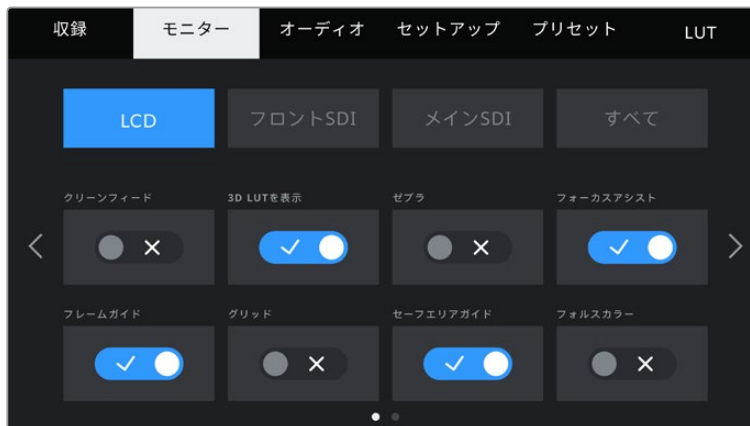 収録 モニター オーディオ セットアップ プリセット LUT
LCD フロントSDI メインSDI すべて
クリーンフィード 3D LUTを表示 ゼブラ フォーカスアシスト
フレームガイド グリッド セーフエリアガイド フォルスカラー